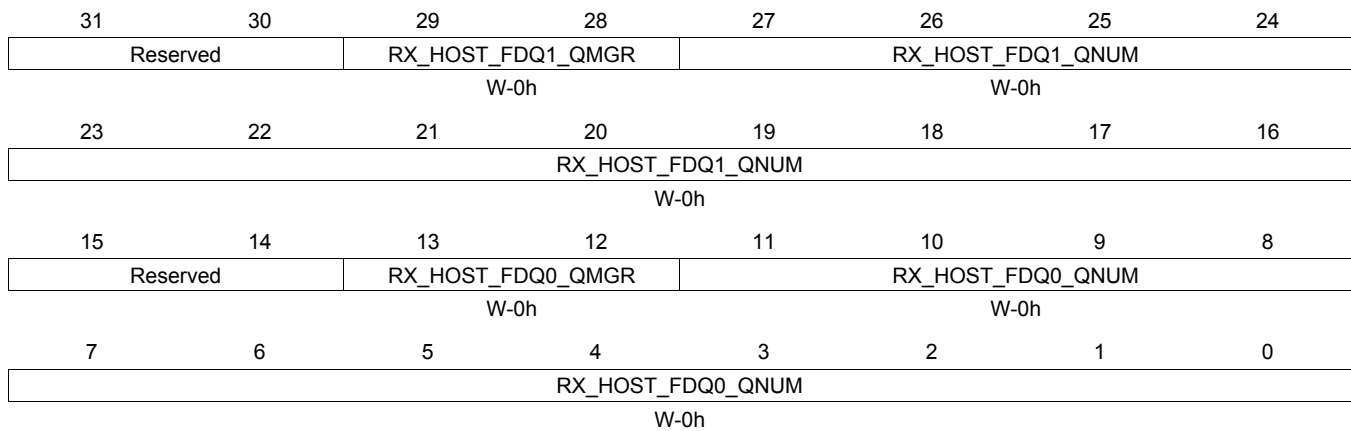 31 30 29 28 27 26 25 24
Reserved RX_HOST_FDQ1_QMGR RX_HOST_FDQ1_QNUM
W-0h W-0h
23 22 21 20 19 18 17 16
RX_HOST_FDQ1_QNUM
W-0h
15 14 13 12 11 10 9 8
Reserved RX_HOST_FDQ0_QMGR RX_HOST_FDQ0_QNUM
W-0h W-0h
7 6 5 4 3 2 1 0
RX_HOST_FDQ0_QNUM
W-0h